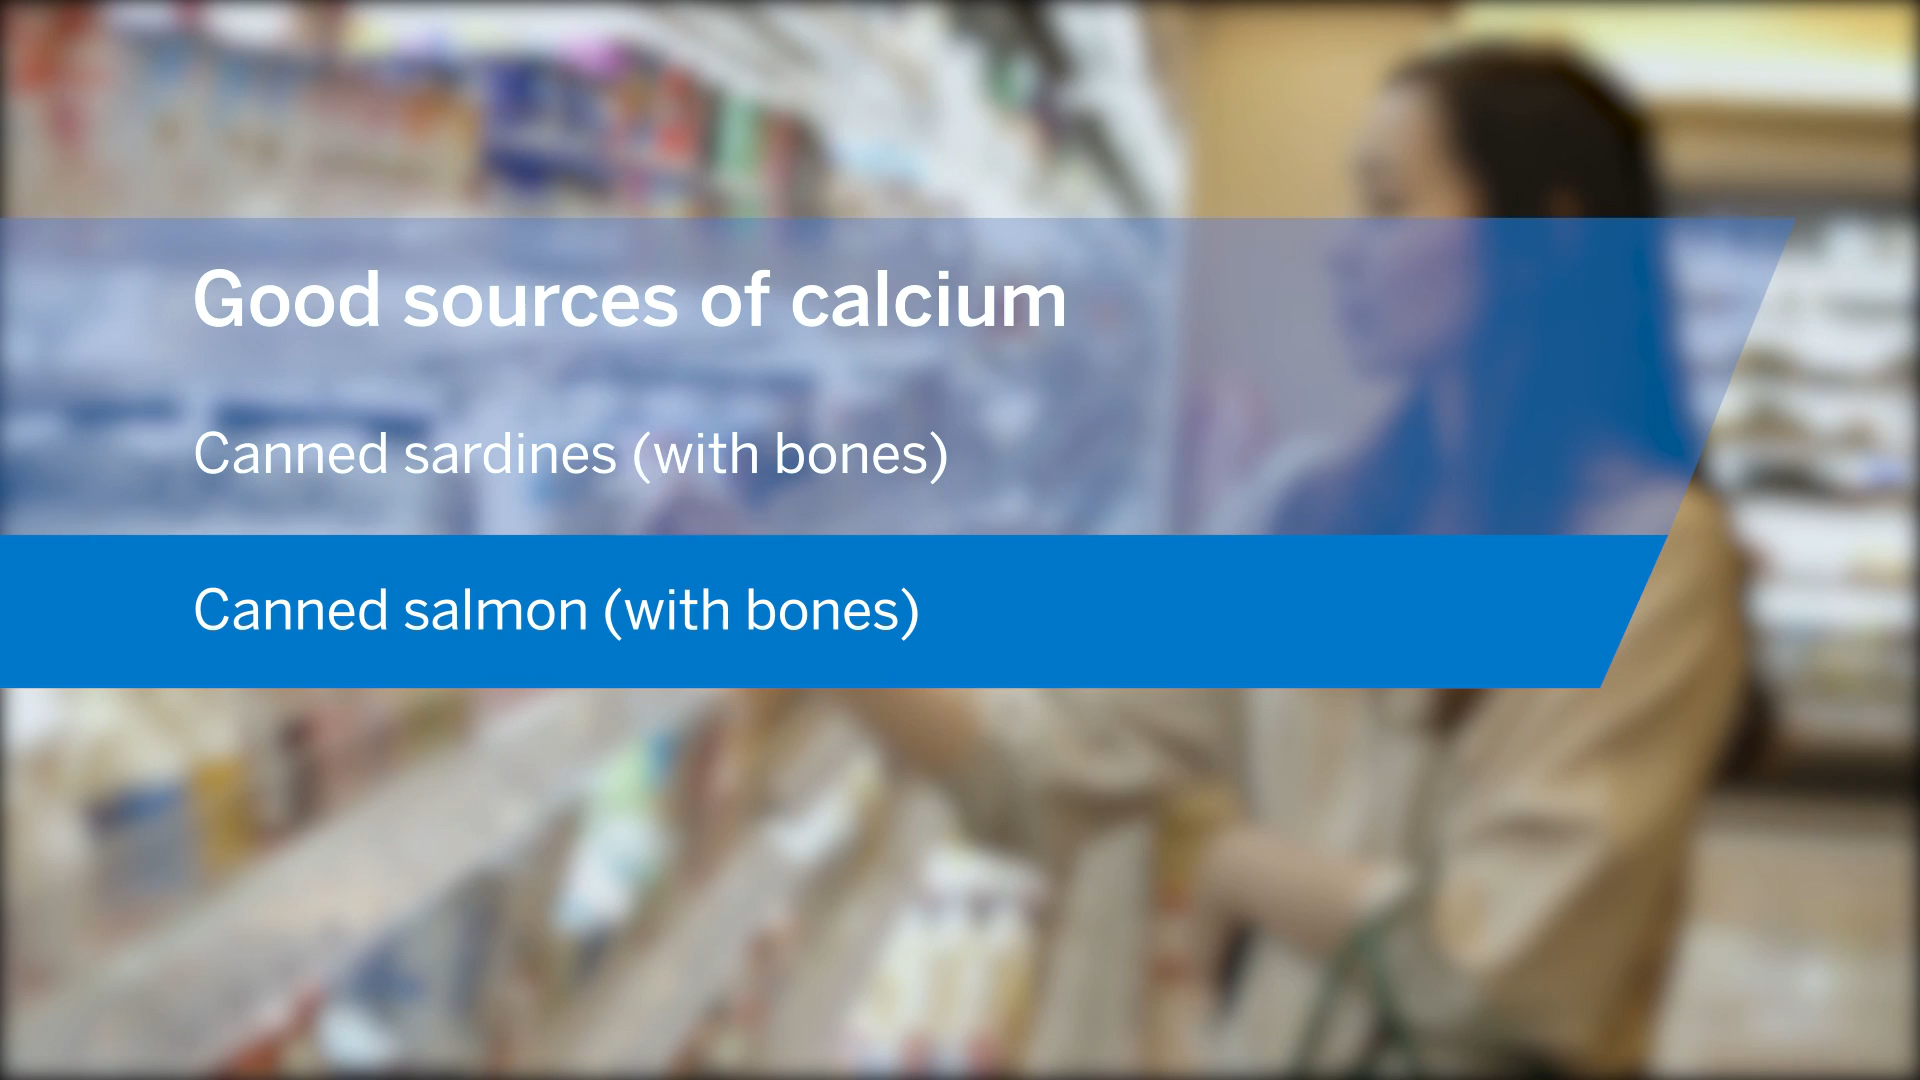 Good sources of calcium
Canned sardines (with bones)
Canned salmon (with bones)